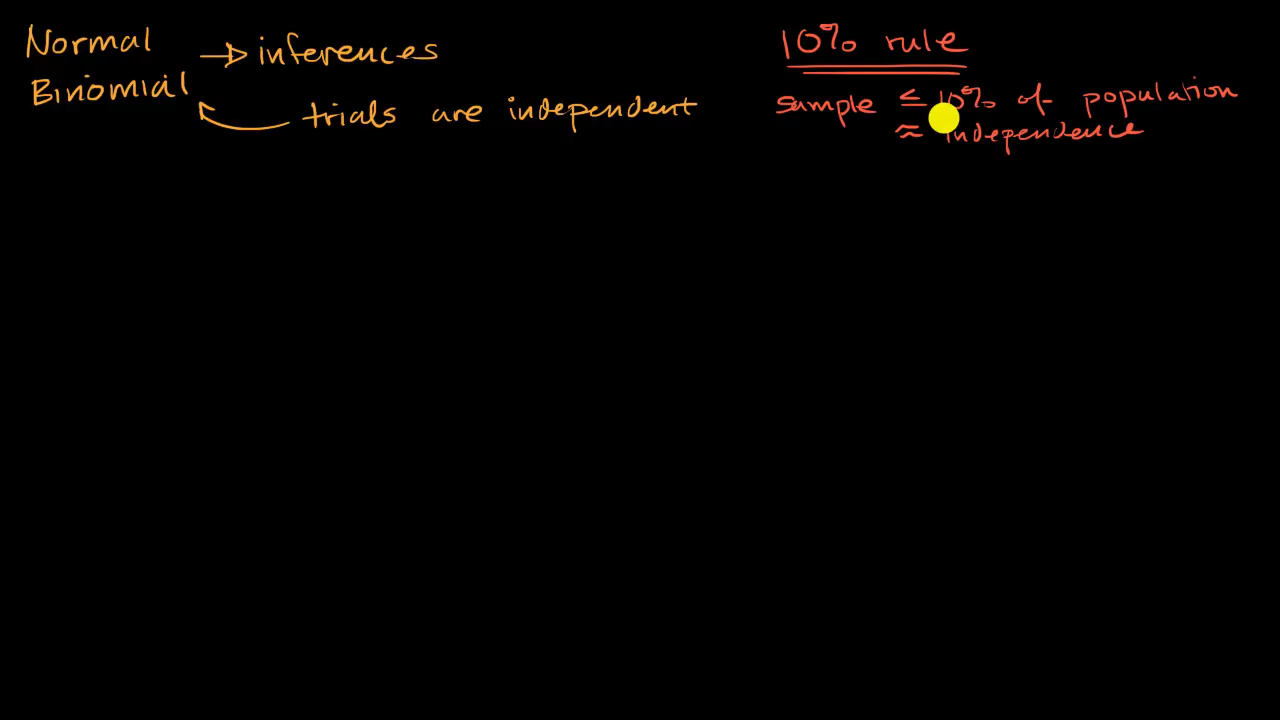 Normal
Binomial
→ inferences
trials are independent
10% rule
sample ≤ 10% of population
≈ independence